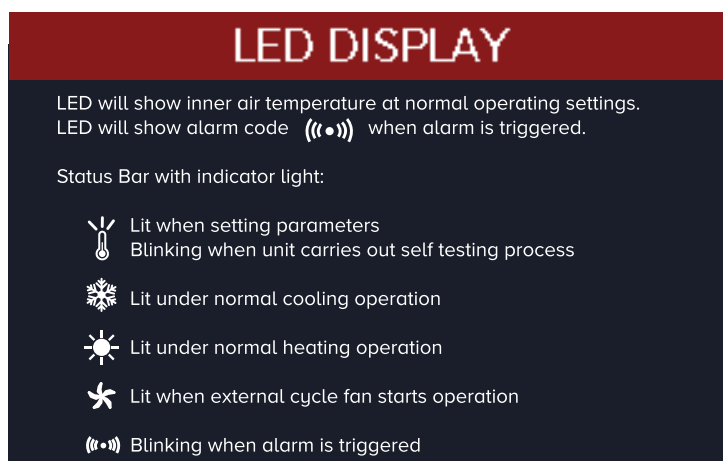 LED DISPLAY
LED will show inner air temperature at normal operating settings.
LED will show alarm code when alarm is triggered.
Status Bar with indicator light:
Lit when setting parameters
Blinking when unit carries out self testing process
Lit under normal cooling operation
Lit under normal heating operation
Lit when external cycle fan starts operation
Blinking when alarm is triggered